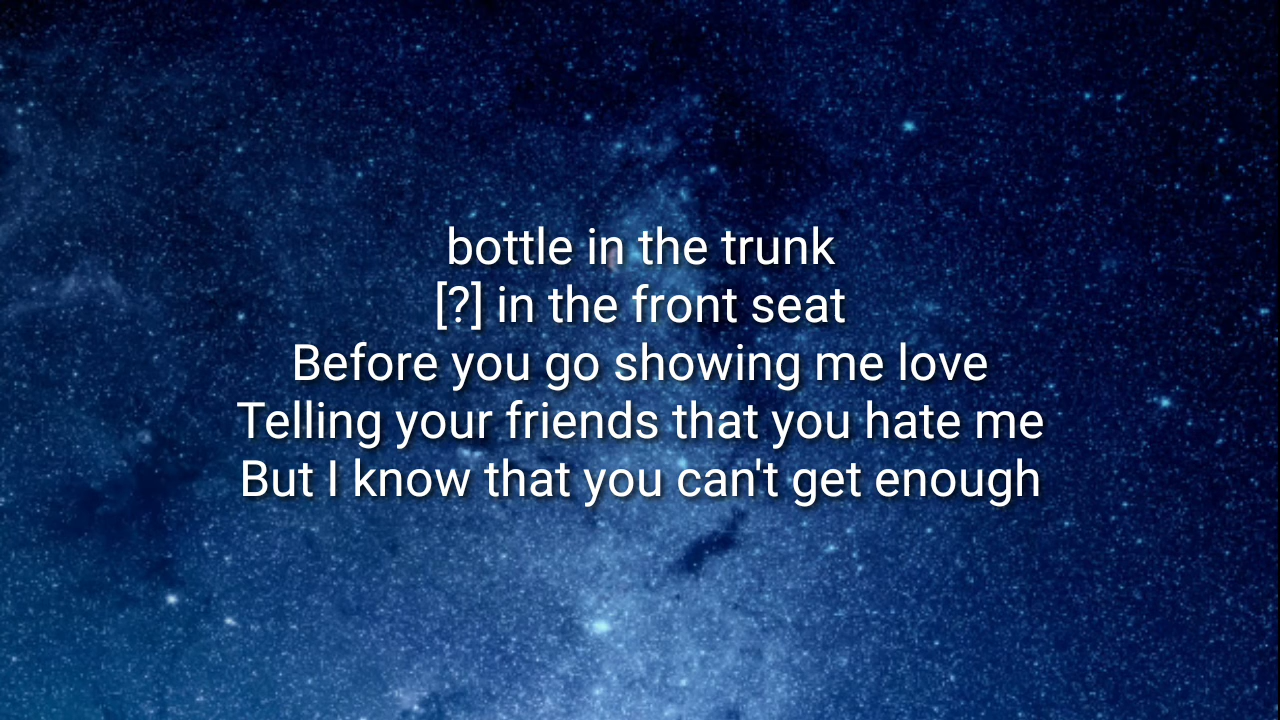 bottle in the trunk
[?] in the front seat
Before you go showing me love
Telling your friends that you hate me
But I know that you can't get enough